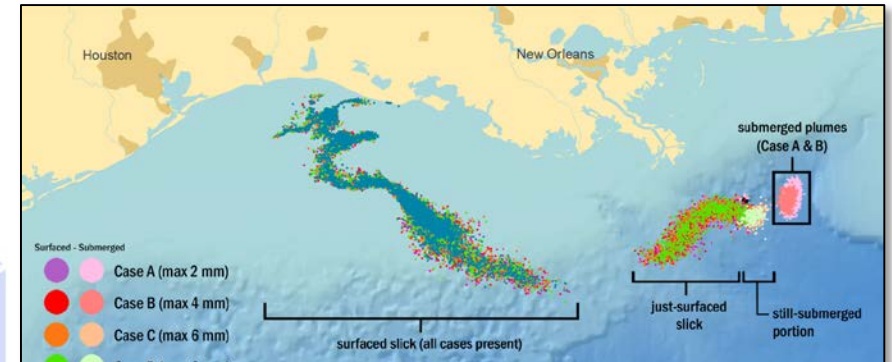 Houston
New Orleans
submerged plumes
(Case A & B)
Surfaced - Submerged
Case A (max 2 mm)
Case B (max 4 mm)
Case C (max 6 mm)
surfaced slick (all cases present)
just-surfaced
slick
still-submerged
portion